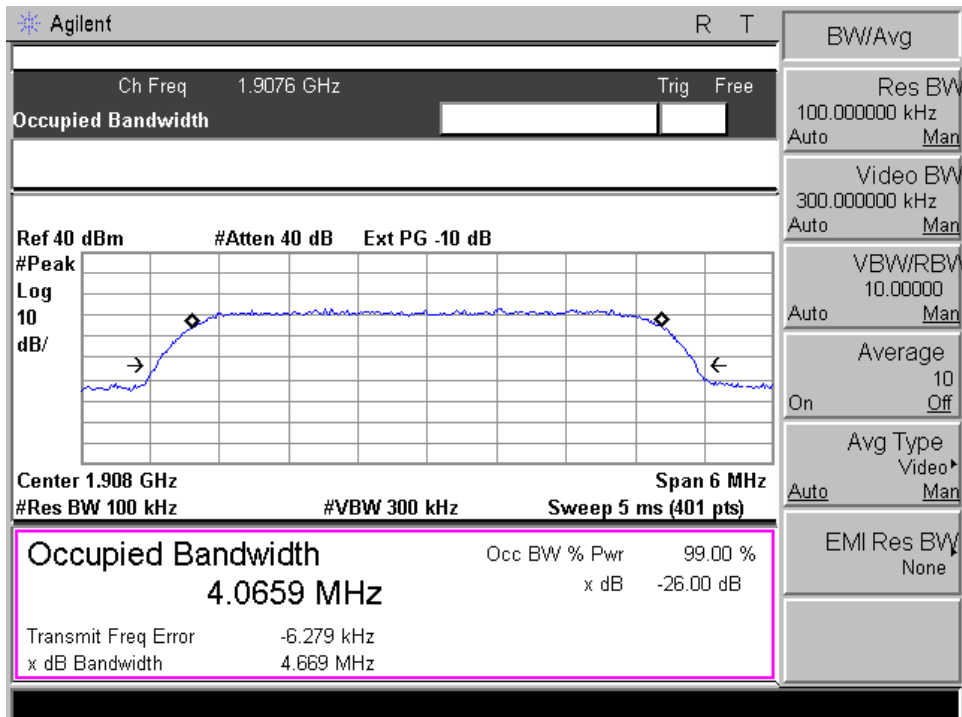 Agilent R T
Ch Freq 1.9076 GHz Trig Free
Occupied Bandwidth
Ref 40 dBm #Atten 40 dB Ext PG -10 dB
#Peak
Log
10
dB/
Center 1.908 GHz Span 6 MHz
#Res BW 100 kHz #VBW 300 kHz Sweep 5 ms (401 pts)
Occupied Bandwidth Occ BW % Pwr 99.00 %
4.0659 MHz x dB -26.00 dB
Transmit Freq Error -6.279 kHz
x dB Bandwidth 4.669 MHz
BW/Avg
Res BW
100.000000 kHz
Auto Man
Video BW
300.000000 kHz
Auto Man
VBW/RBW
10.00000
Auto Man
Average
10
On Off
Avg Type
Video
Auto Man
EMI Res BW
None